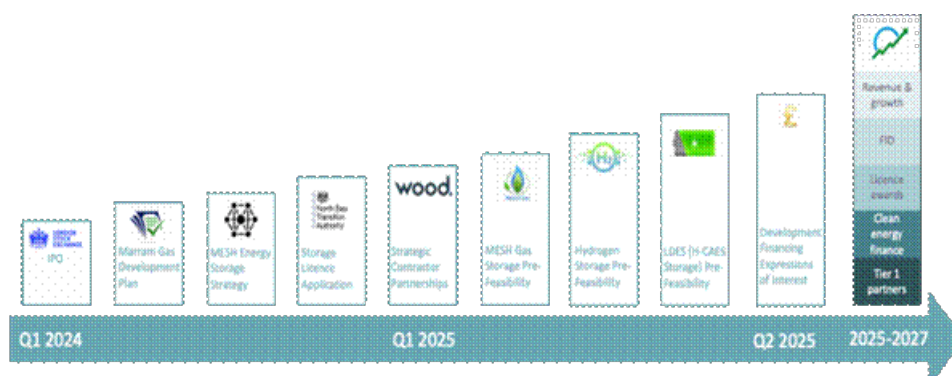 LONDON
STOCK
EXCHANGE
IPO
Marram Gas
Development
Plan
MESH Energy
Storage
Strategy
North Sea
Transition
Authority
Storage
Licence
Application
wood.
Strategic
Contractor
Partnerships
MESH Gas
Storage Pre-
Feasibility
H2
Hydrogen
Storage Pre-
Feasibility
LDES (H-CAES
Storage) Pre-
Feasibility
£
Development
Financing
Expressions
of Interest
Revenue &
growth
FID
Licence
awards
Clean
energy
finance
Tier 1
partners
Q1 2024
Q1 2025
Q2 2025
2025-2027